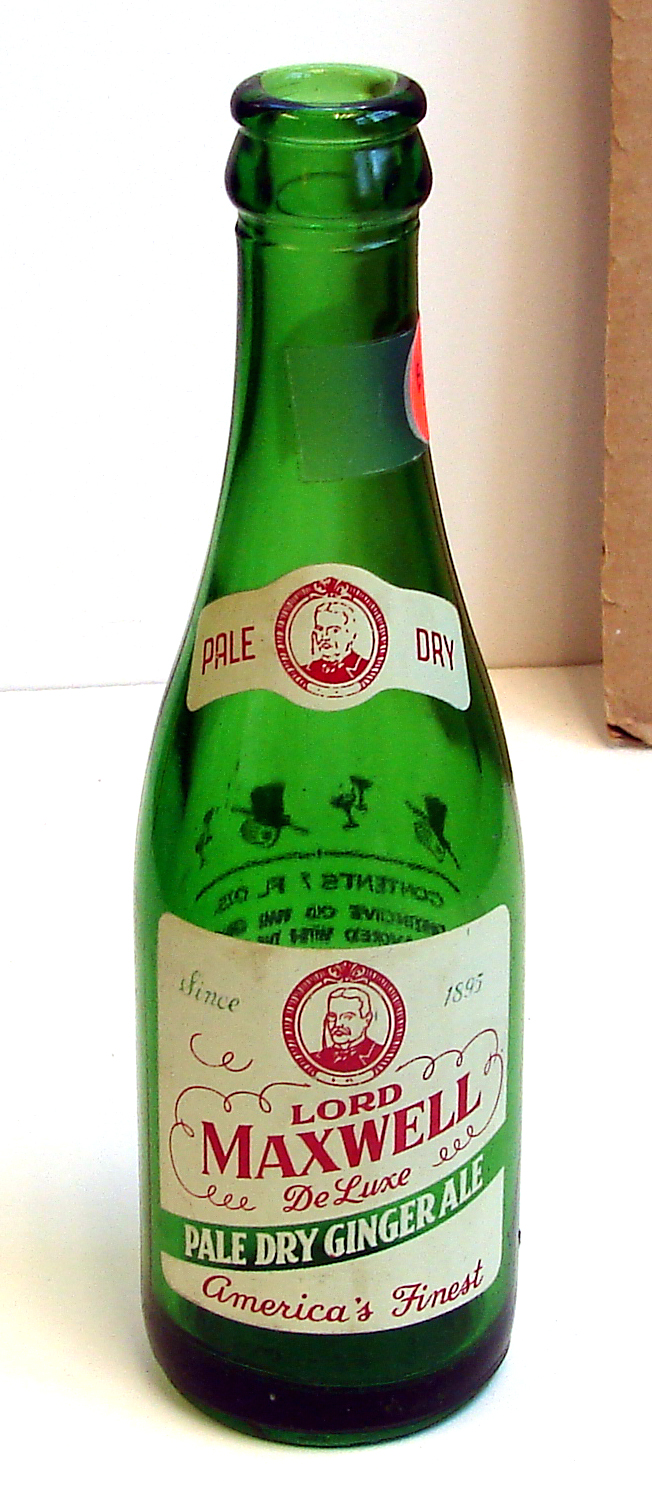 PALE DRY
CONTENTS 7 FL. OZS.
Since 1895
LORD
MAXWELL
De Luxe
PALE DRY GINGER ALE
America's Finest